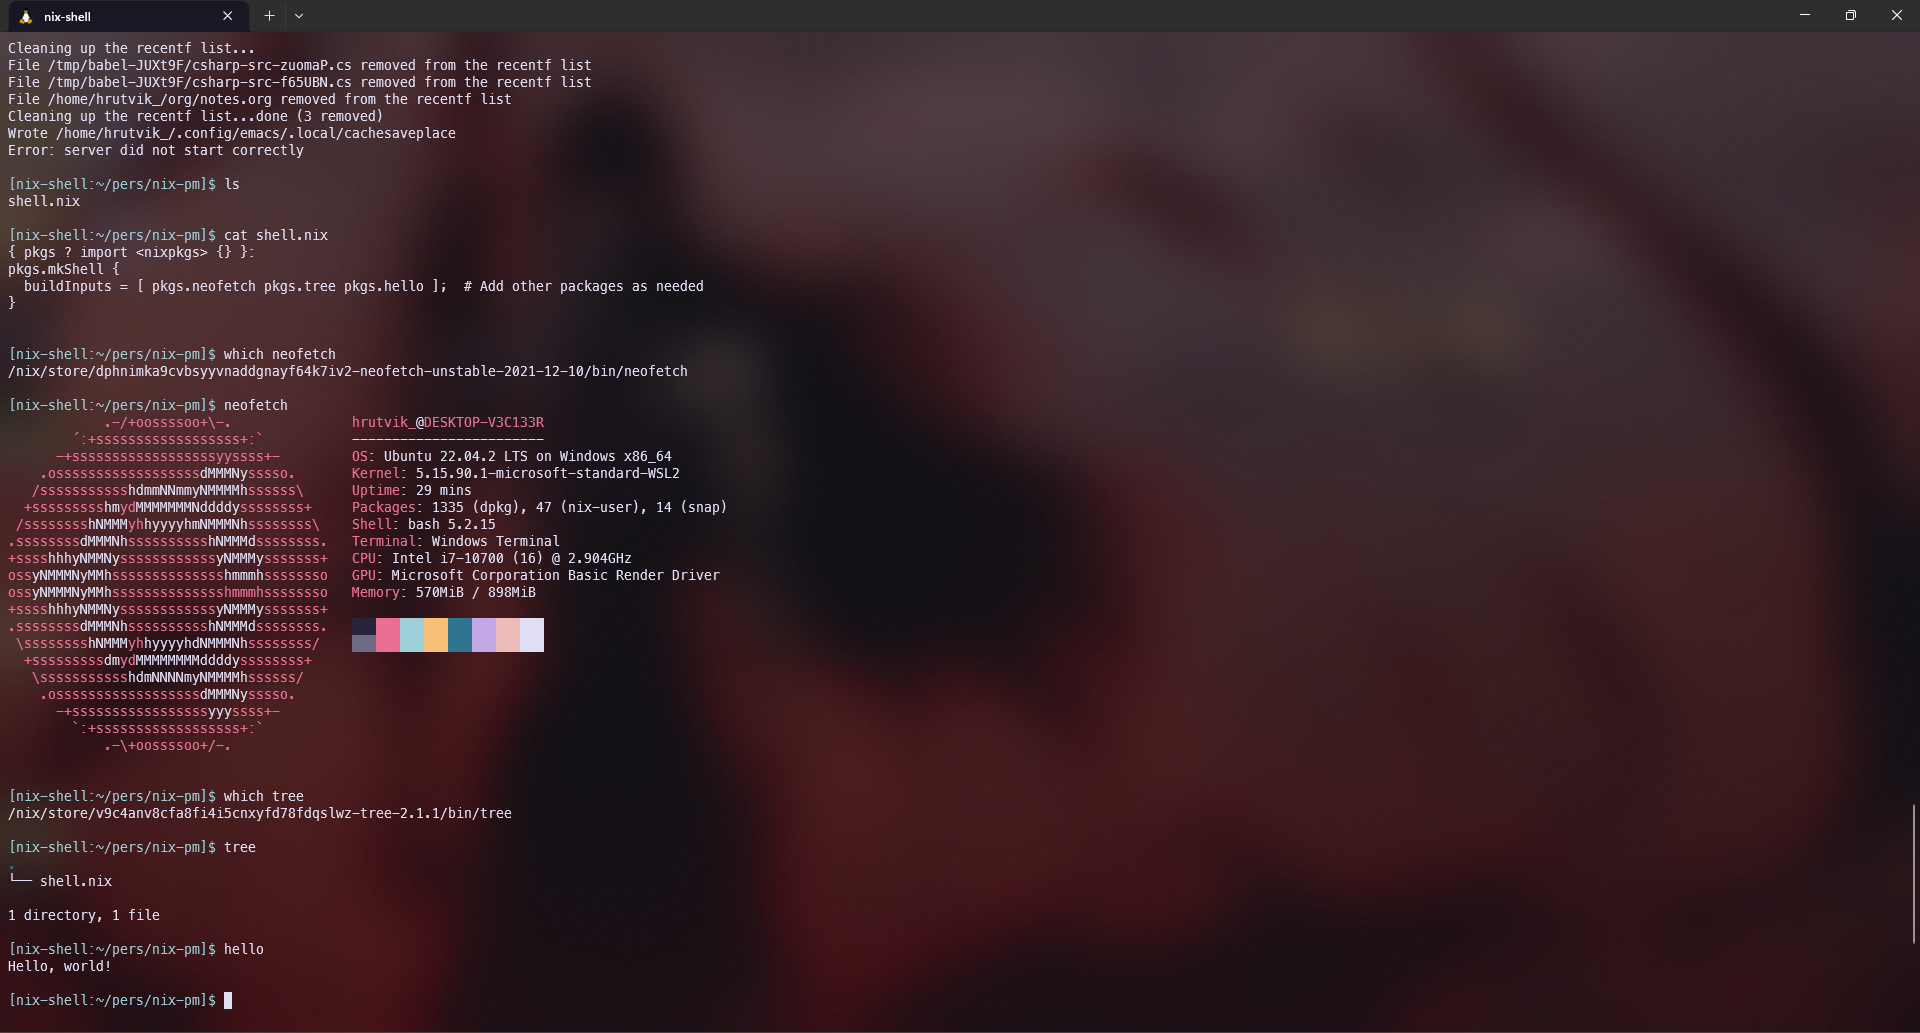 nix-shell
Cleaning up the recentf list...
File /tmp/babel-JUXt9F/csharp-src-zuomaP.cs removed from the recentf list
File /tmp/babel-JUXt9F/csharp-src-f65UBN.cs removed from the recentf list
File /home/hrutvik_/org/notes.org removed from the recentf list
Cleaning up the recentf list...done (3 removed)
Wrote /home/hrutvik_/.config/emacs/.local/cachesaveplace
Error: server did not start correctly
[nix-shell:~/pers/nix-pm]$ ls
shell.nix
[nix-shell:~/pers/nix-pm]$ cat shell.nix
{ pkgs ? import <nixpkgs> {} }:
pkgs.mkShell {
  buildInputs = [ pkgs.neofetch pkgs.tree pkgs.hello ];  # Add other packages as needed
}
[nix-shell:~/pers/nix-pm]$ which neofetch
/nix/store/dphnimka9cvbsyyvnaddgnayf64k7iv2-neofetch-unstable-2021-12-10/bin/neofetch
[nix-shell:~/pers/nix-pm]$ neofetch
            .-/+oossssoo+\-.               hrutvik_@DESKTOP-V3C133R
        ´:+ssssssssssssssssss+:`           ------------------------
      -+ssssssssssssssssssyyssss+-         OS: Ubuntu 22.04.2 LTS on Windows x86_64
    .ossssssssssssssssssdMMMNysssso.       Kernel: 5.15.90.1-microsoft-standard-WSL2
   /ssssssssssshdmmNNmmyNMMMMhssssss\      Uptime: 29 mins
  +ssssssssshmydMMMMMMMNddddyssssssss+     Packages: 1335 (dpkg), 47 (nix-user), 14 (snap)
 /sssssssshNMMMyhhyyyyhmNMMMNhssssssss\    Shell: bash 5.2.15
.ssssssssdMMMNhsssssssssshNMMMdssssssss.   Terminal: Windows Terminal
+sssshhhyNMMNyssssssssssssyNMMMysssssss+   CPU: Intel i7-10700 (16) @ 2.904GHz
ossyNMMMNyMMhsssssssssssssshmmmhssssssso   GPU: Microsoft Corporation Basic Render Driver
ossyNMMMNyMMhsssssssssssssshmmmhssssssso   Memory: 570MiB / 898MiB
+sssshhhyNMMNyssssssssssssyNMMMysssssss+
.ssssssssdMMMNhsssssssssshNMMMdssssssss.
 \sssssssshNMMMyhhyyyyhdNMMMNhssssssss/
  +sssssssssdmydMMMMMMMMddddyssssssss+
   \ssssssssssshdmNNNNmyNMMMMhssssss/
    .ossssssssssssssssssdMMMNysssso.
      -+sssssssssssssssssyyyssss+-
        `:+ssssssssssssssssss+:`
            .-\+oossssoo+/-.
[nix-shell:~/pers/nix-pm]$ which tree
/nix/store/v9c4anv8cfa8fi4i5cnxyfd78fdqslwz-tree-2.1.1/bin/tree
[nix-shell:~/pers/nix-pm]$ tree
.
└── shell.nix
1 directory, 1 file
[nix-shell:~/pers/nix-pm]$ hello
Hello, world!
[nix-shell:~/pers/nix-pm]$